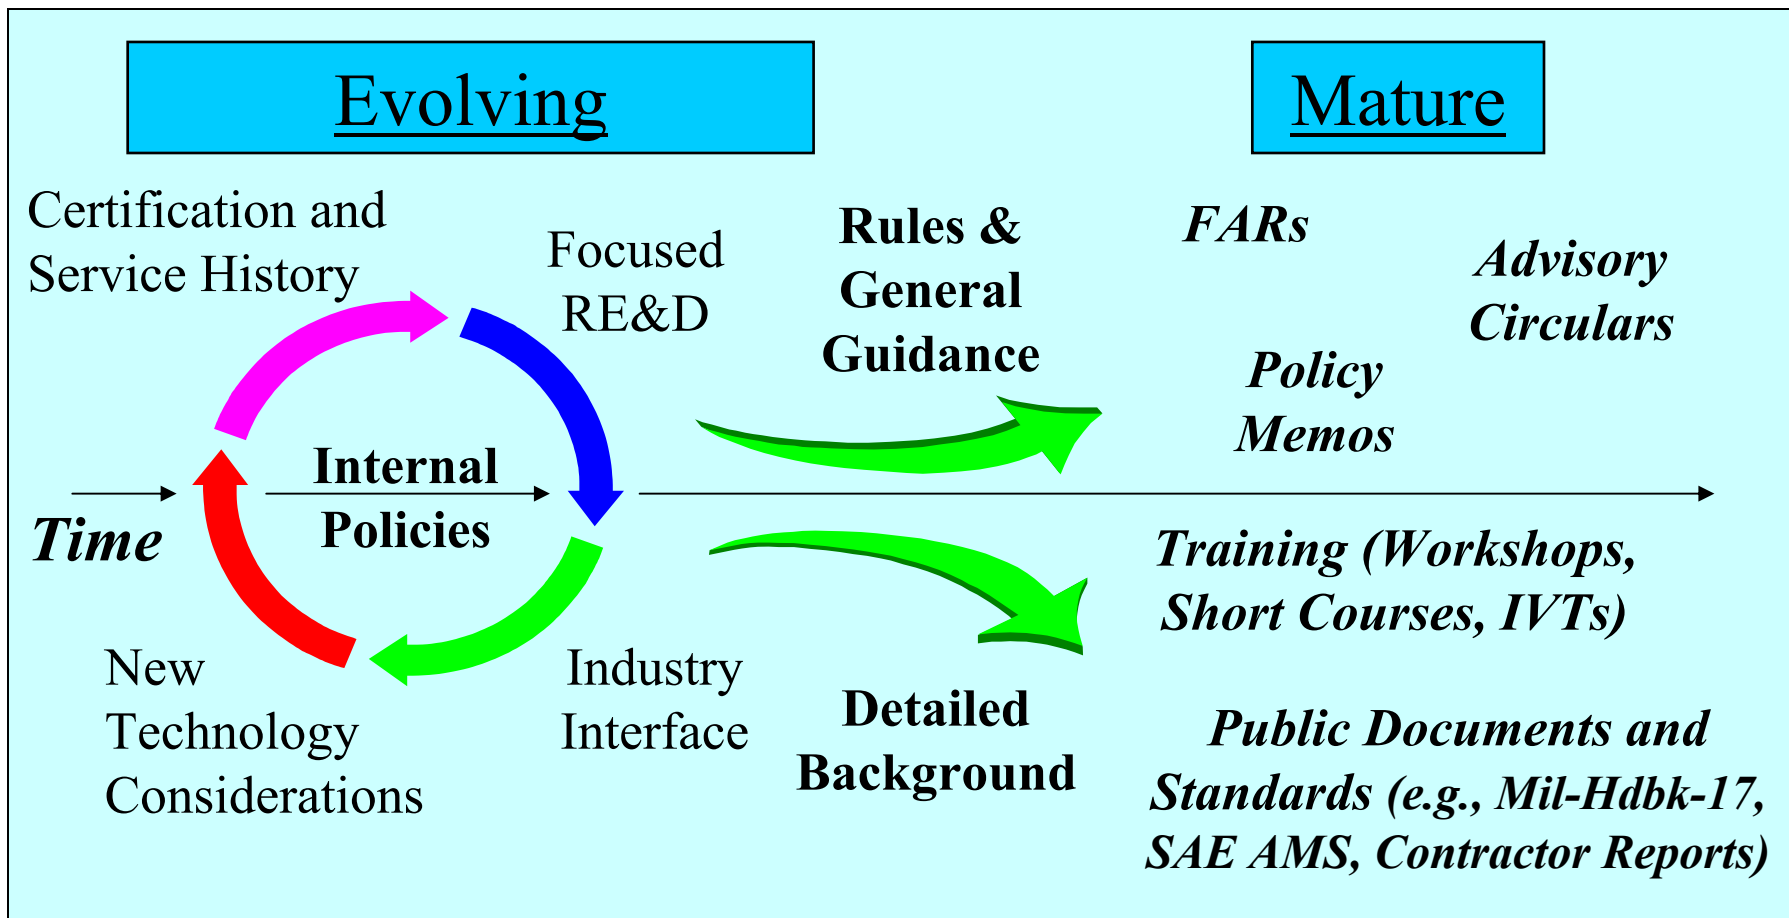 Evolving
Mature
Certification and
Service History
Focused
RE&D
Rules &
General
Guidance
FARs
Advisory
Circulars
Policy
Memos
Internal
Policies
Time
Training (Workshops,
Short Courses, IVTs)
New
Technology
Considerations
Industry
Interface
Detailed
Background
Public Documents and
Standards (e.g., Mil-Hdbk-17,
SAE AMS, Contractor Reports)